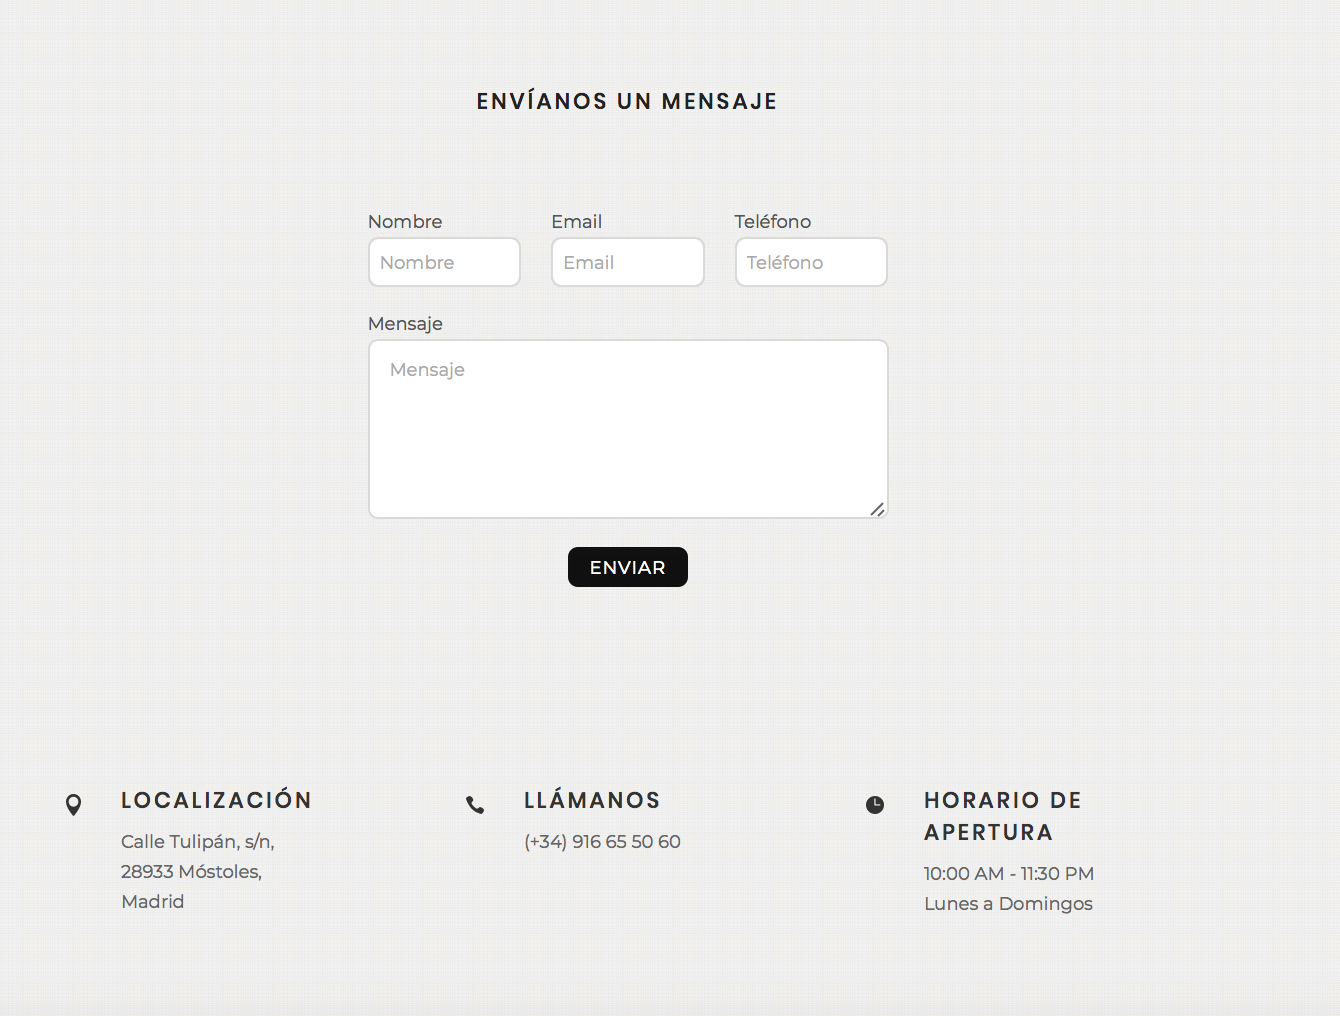 ENVÍANOS UN MENSAJE
Nombre
Email
Teléfono
Nombre
Email
Teléfono
Mensaje
Mensaje
ENVIAR
LOCALIZACIÓN
Calle Tulipán, s/n,
28933 Móstoles,
Madrid
LLÁMANOS
(+34) 916 65 50 60
HORARIO DE
APERTURA
10:00 AM - 11:30 PM
Lunes a Domingos